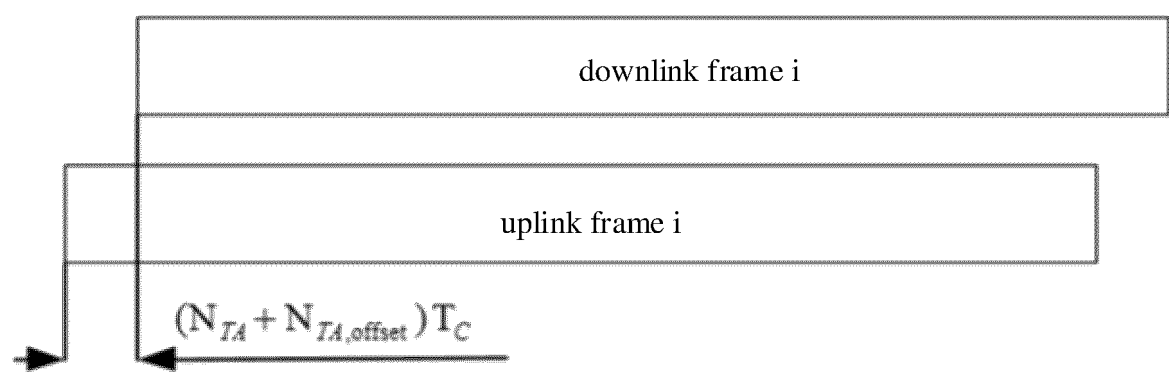 downlink frame i
uplink frame i
(N_TA + N_TA,offset)T_C